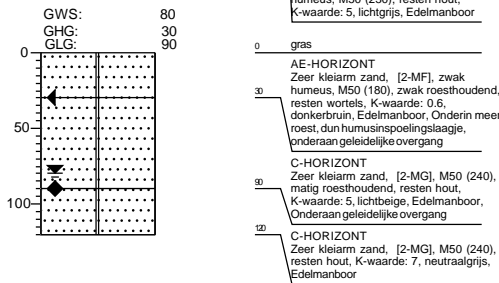 humeus, M50 (250), resten hout,
K-waarde: 5, lichtgrijs, Edelmanboor
GWS: 80
GHG: 30
GLG: 90
0
50
100
0 gras
AE-HORIZONT
Zeer kleiarm zand, [2-MF], zwak
30 humeus, M50 (180), zwak roesthoudend,
resten wortels, K-waarde: 0.6,
donkerbruin, Edelmanboor, Onderin meer
roest, dun humusinspoelingslaagje,
onderaan geleidelijke overgang
C-HORIZONT
Zeer kleiarm zand, [2-MG], M50 (240),
90 matig roesthoudend, resten hout,
K-waarde: 5, lichtbeige, Edelmanboor,
Onderaan geleidelijke overgang
120 C-HORIZONT
Zeer kleiarm zand, [2-MG], M50 (240),
resten hout, K-waarde: 7, neutraalgrijs,
Edelmanboor